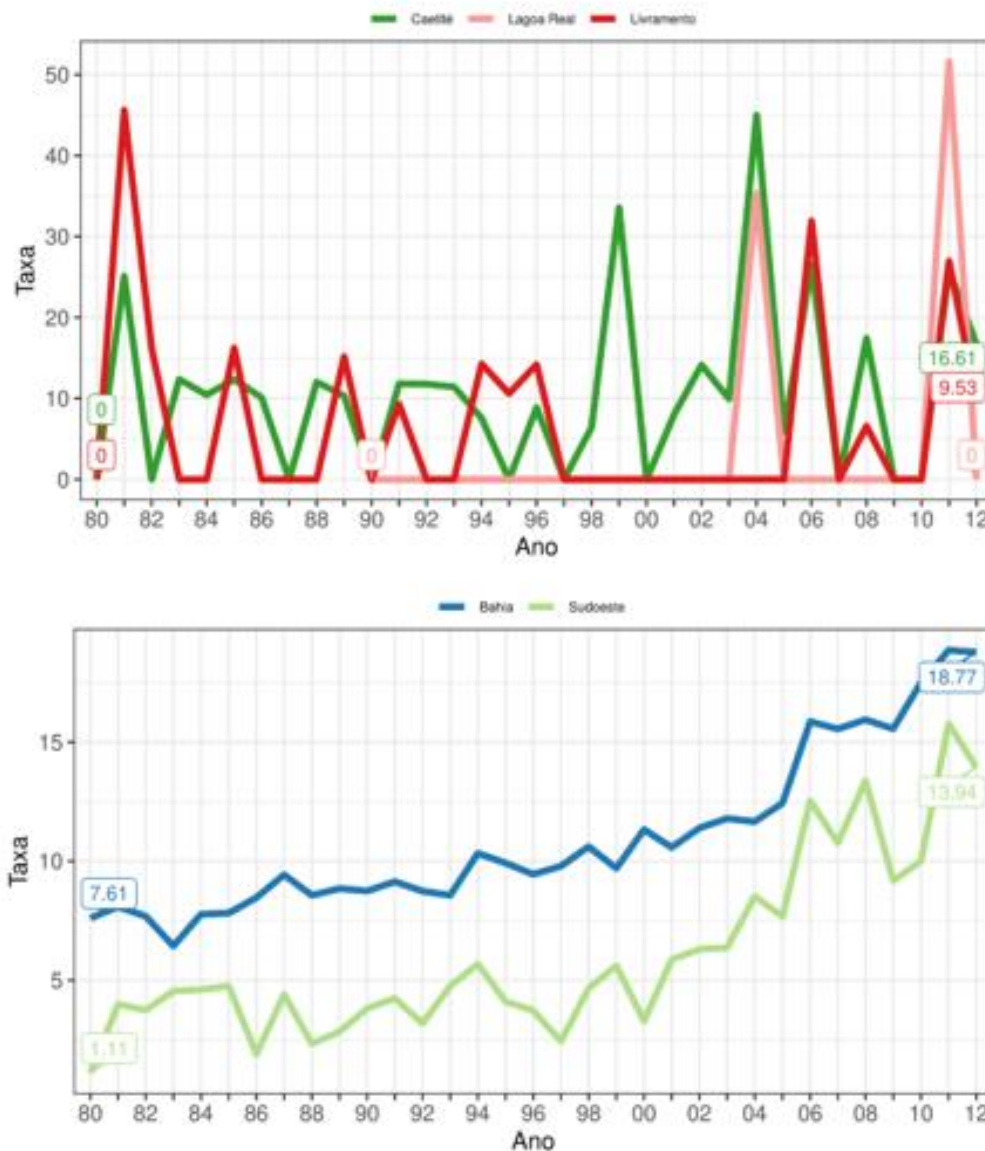 Caetité Lagoa Real Livramento
50
40
30
20
10
0
Taxa
0
0
0
16.61
9.53
0
80 82 84 86 88 90 92 94 96 98 00 02 04 06 08 10 12
Ano
Bahia Sudoeste
15
10
5
Taxa
7.61
1.11
18.77
13.94
80 82 84 86 88 90 92 94 96 98 00 02 04 06 08 10 12
Ano